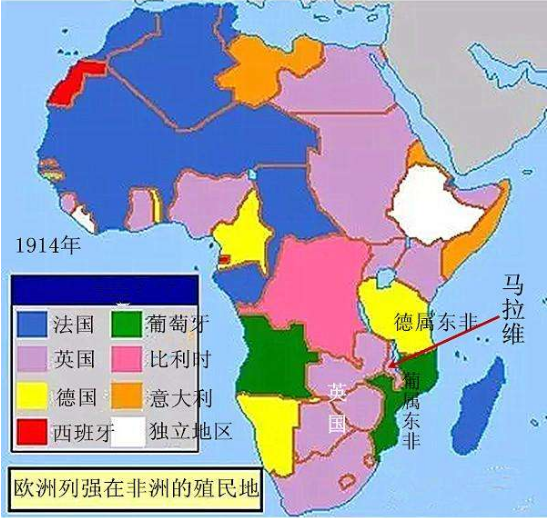 1914年
法国
葡萄牙
英国
比利时
德国
意大利
西班牙
独立地区
欧洲列强在非洲的殖民地
马拉维
德属东非
葡属东非
英国